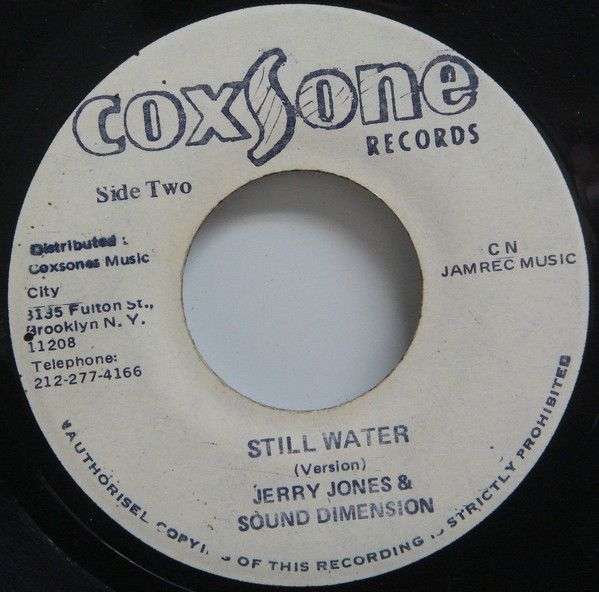 coxsone
RECORDS
Side Two
Distributed :
Coxsones Music
City
3135 Fulton St.,
Brooklyn N. Y.
11208
Telephone:
212-277-4166
C N
JAMREC MUSIC
STILL WATER
(Version)
JERRY JONES &
SOUND DIMENSION
AUTHORISEL OF THIS RECORDING STRICTLY PROHIBITED